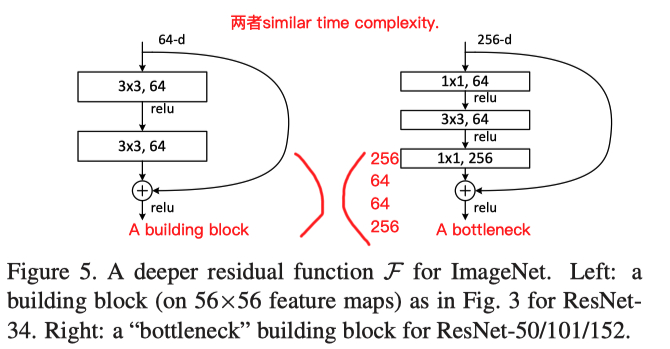 两者similar time complexity.
64-d
3x3, 64
relu
3x3, 64
+
relu
A building block
256-d
1x1, 64
relu
3x3, 64
relu
1x1, 256
+
relu
A bottleneck
256
64
64
256
Figure 5. A deeper residual function F for ImageNet. Left: a
building block (on 56×56 feature maps) as in Fig. 3 for ResNet-
34. Right: a “bottleneck” building block for ResNet-50/101/152.